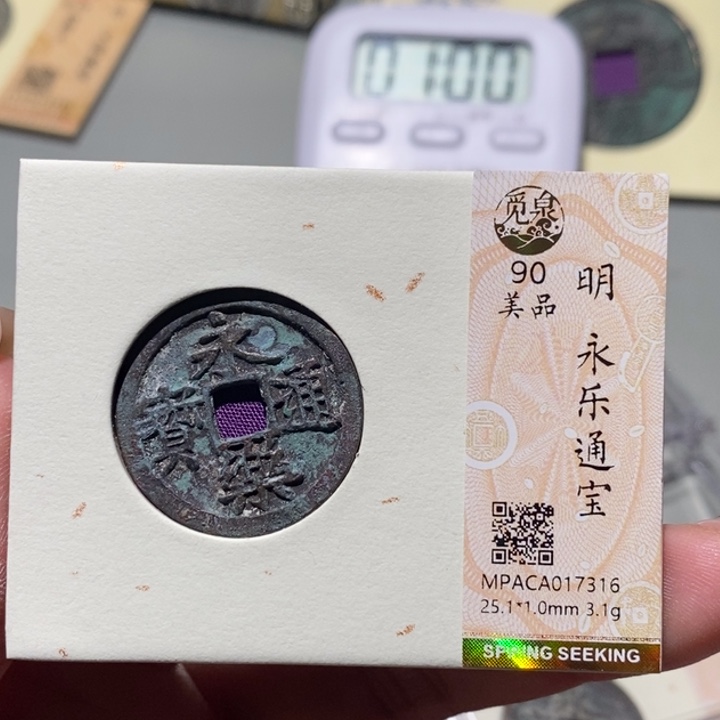 0100
觅泉
90
美品
明 永乐通宝
永樂通寶
MPACA017316
25.1*1.0mm 3.1g
SPRING SEEKING